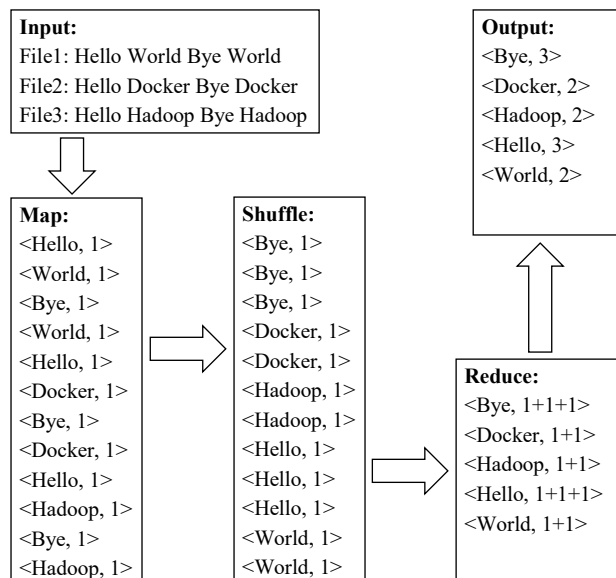 Input:
File1: Hello World Bye World
File2: Hello Docker Bye Docker
File3: Hello Hadoop Bye Hadoop
Map:
<Hello, 1>
<World, 1>
<Bye, 1>
<World, 1>
<Hello, 1>
<Docker, 1>
<Bye, 1>
<Docker, 1>
<Hello, 1>
<Hadoop, 1>
<Bye, 1>
<Hadoop, 1>
Shuffle:
<Bye, 1>
<Bye, 1>
<Bye, 1>
<Docker, 1>
<Docker, 1>
<Hadoop, 1>
<Hadoop, 1>
<Hello, 1>
<Hello, 1>
<Hello, 1>
<World, 1>
<World, 1>
Reduce:
<Bye, 1+1+1>
<Docker, 1+1>
<Hadoop, 1+1>
<Hello, 1+1+1>
<World, 1+1>
Output:
<Bye, 3>
<Docker, 2>
<Hadoop, 2>
<Hello, 3>
<World, 2>